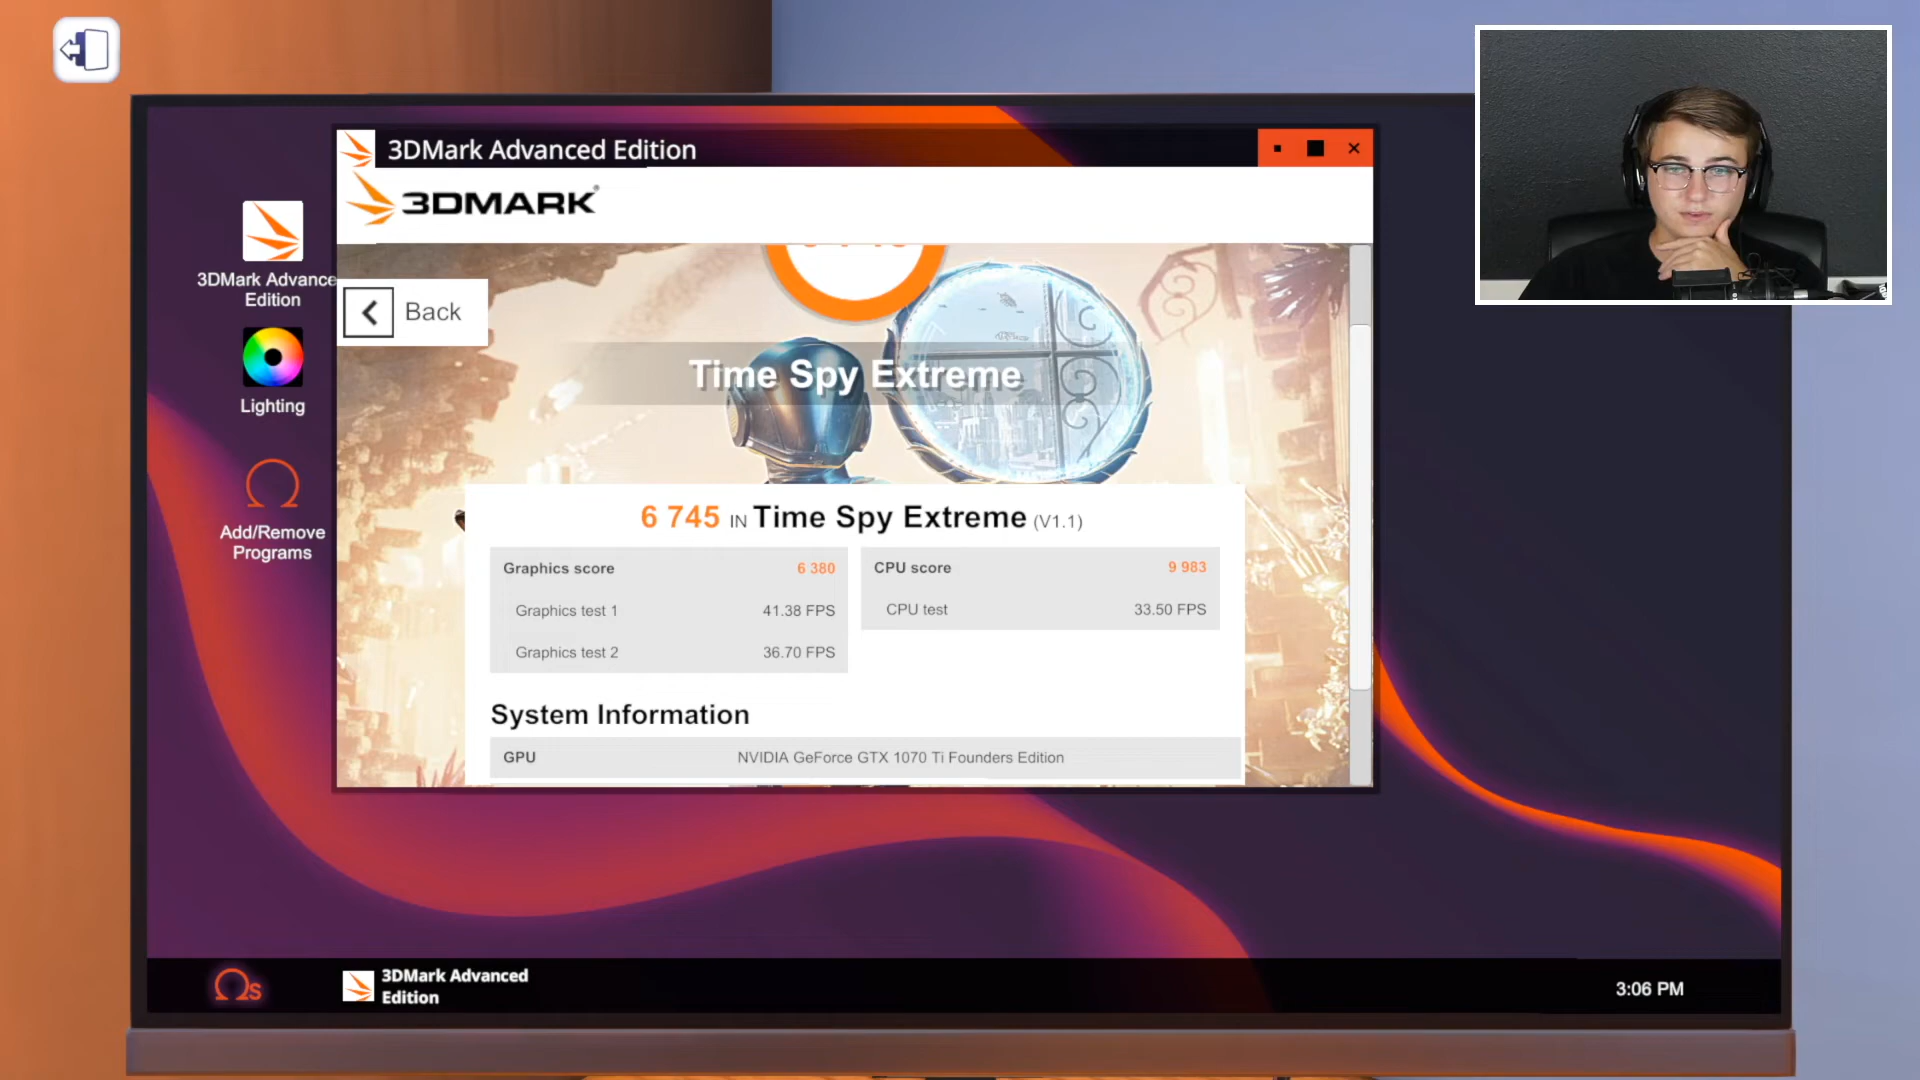 3DMark Advanced Edition
3DMARK
3DMark Advance
Edition
Back
Lighting
Time Spy Extreme
Add/Remove
Programs
6 745 IN Time Spy Extreme (V1.1)
Graphics score 6 380
Graphics test 1 41.38 FPS
Graphics test 2 36.70 FPS
CPU score 9 983
CPU test 33.50 FPS
System Information
GPU NVIDIA GeForce GTX 1070 Ti Founders Edition
Ωs
3DMark Advanced
Edition
3:06 PM